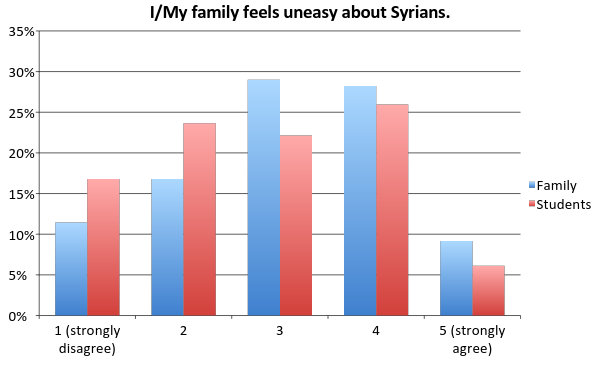 I/My family feels uneasy about Syrians.
35%
30%
25%
20%
15%
10%
5%
0%
1 (strongly
disagree)
2
3
4
5 (strongly
agree)
Family
Students